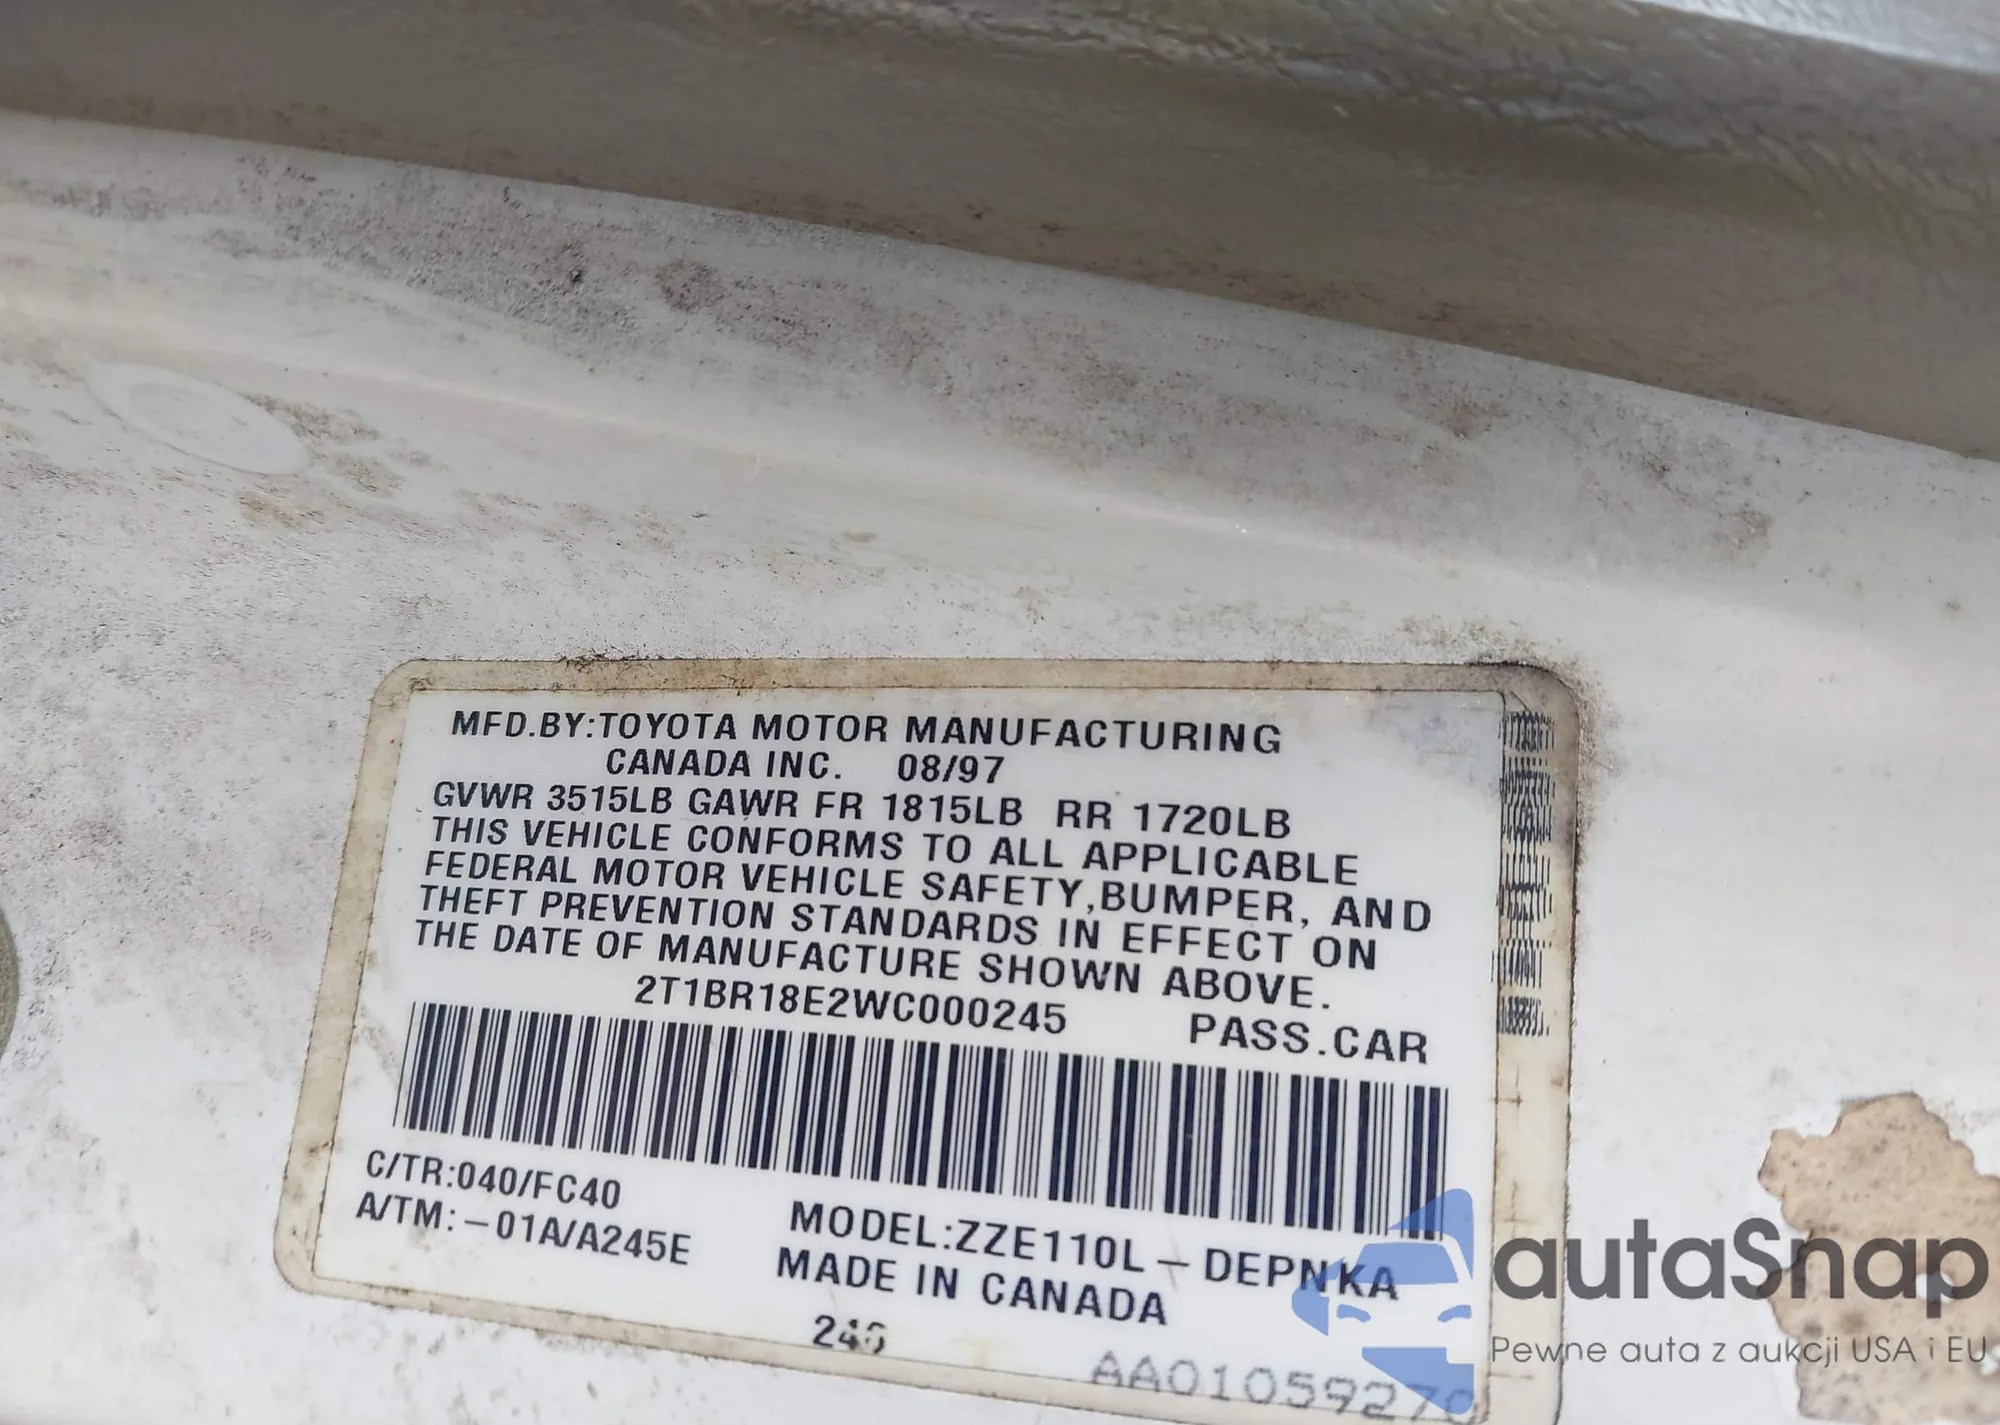 MFD.BY:TOYOTA MOTOR MANUFACTURING
CANADA INC. 08/97
GVWR 3515LB GAWR FR 1815LB RR 1720LB
THIS VEHICLE CONFORMS TO ALL APPLICABLE
FEDERAL MOTOR VEHICLE SAFETY,BUMPER, AND
THEFT PREVENTION STANDARDS IN EFFECT ON
THE DATE OF MANUFACTURE SHOWN ABOVE.
2T1BR18E2WC000245 PASS.CAR
C/TR:040/FC40
A/TM:-01A/A245E
MODEL:ZZE110L-DEPNKA
MADE IN CANADA
AA01059270
autaSnap
Pewne auta z aukcji USA i EU